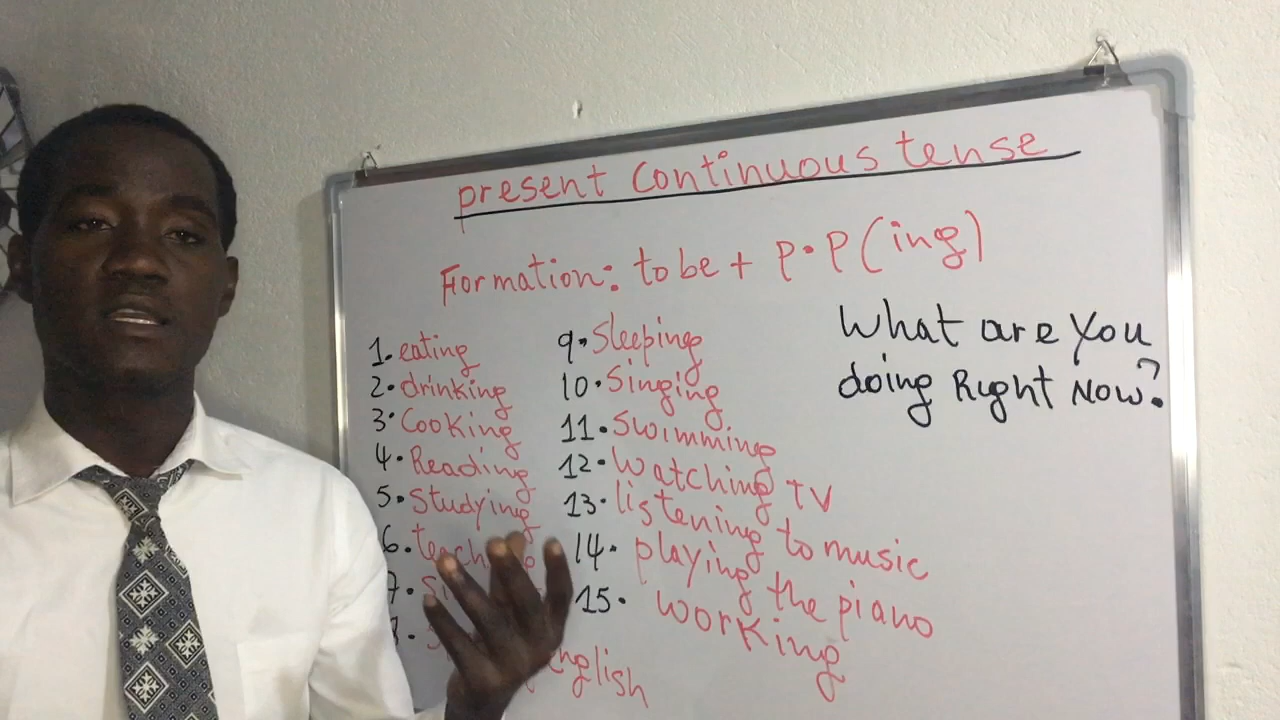 present continuous tense
Formation: to be + P.P (ing)
1. eating
2. drinking
3. Cooking
4. Reading
5. Studying
6.
7.
8.
English
9. Sleeping
10. Singing
11. Swimming
12. Watching TV
13. listening to music
14. playing the piano
15. working
What are you
doing Right Now?